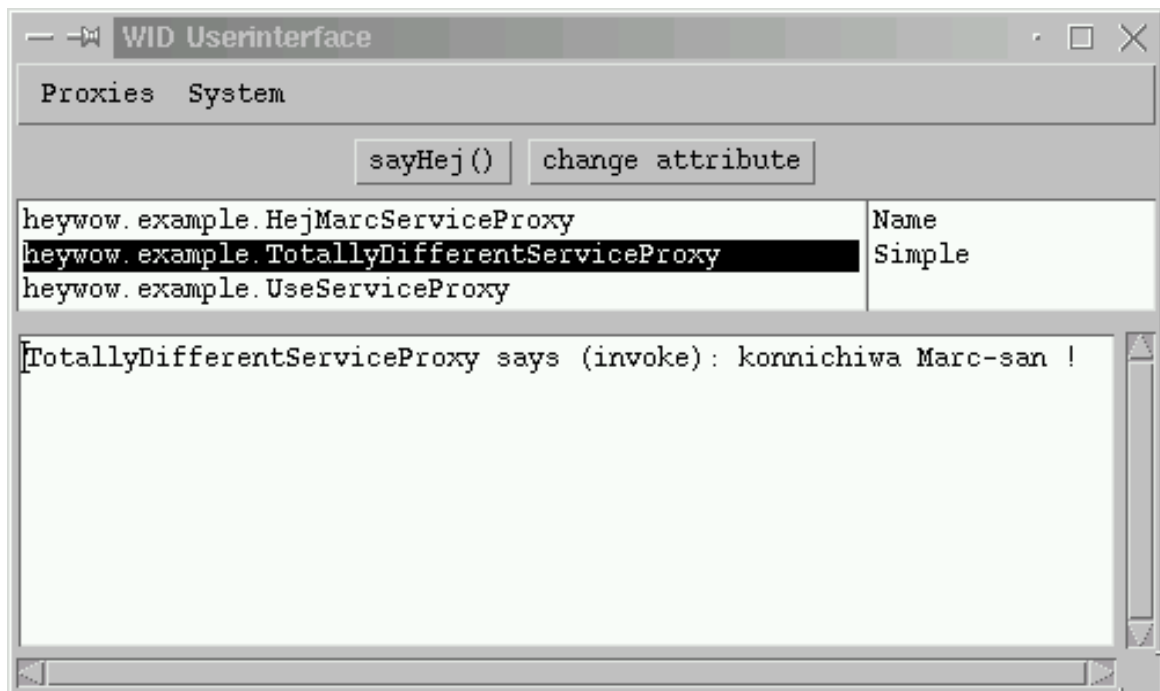 WID Userinterface
Proxies System
sayHej() change attribute
heywow.example.HejMarcServiceProxy Name
heywow.example.TotallyDifferentServiceProxy Simple
heywow.example.UseServiceProxy
TotallyDifferentServiceProxy says (invoke): konnichiwa Marc-san !